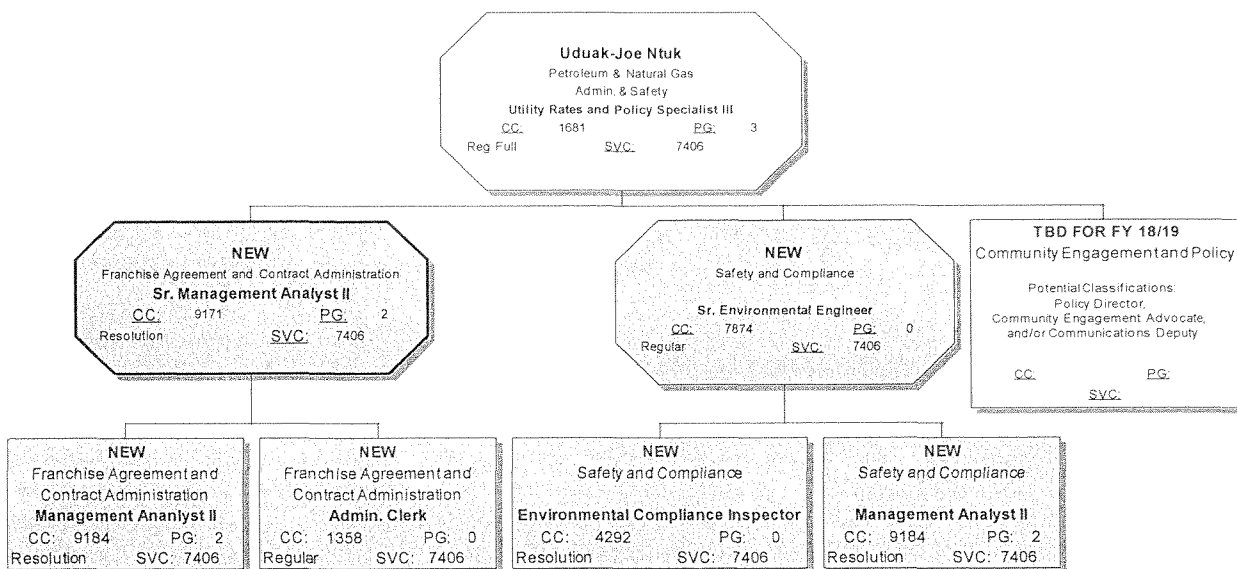 Uduak-Joe Ntuk
Petroleum & Natural Gas
Admin. & Safety
Utility Rates and Policy Specialist III
CC: 1681 PG: 3
Reg Full SVC: 7406
NEW
Franchise Agreement and Contract Administration
Sr. Management Analyst II
CC: 9171 PG: 2
Resolution SVC: 7406
NEW
Safety and Compliance
Sr. Environmental Engineer
CC: 7874 PG: 0
Regular SVC: 7406
TBD FOR FY 18/19
Community Engagement and Policy
Potential Classifications:
Policy Director,
Community Engagement Advocate,
and/or Communications Deputy
CC: PG:
SVC:
NEW
Franchise Agreement and
Contract Administration
Management Ananlyst II
CC: 9184 PG: 2
Resolution SVC: 7406
NEW
Franchise Agreement and
Contract Administration
Admin. Clerk
CC: 1358 PG: 0
Regular SVC: 7406
NEW
Safety and Compliance
Environmental Compliance Inspector
CC: 4292 PG: 0
Resolution SVC: 7406
NEW
Safety and Compliance
Management Analyst II
CC: 9184 PG: 2
Resolution SVC: 7406